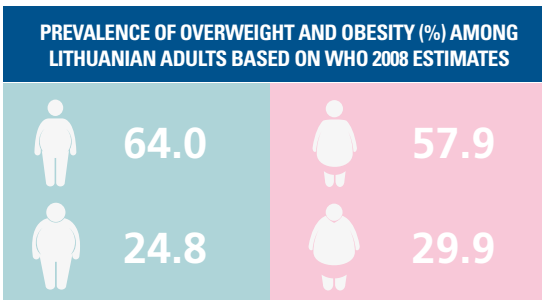 PREVALENCE OF OVERWEIGHT AND OBESITY (%) AMONG
LITHUANIAN ADULTS BASED ON WHO 2008 ESTIMATES
64.0 57.9
24.8 29.9